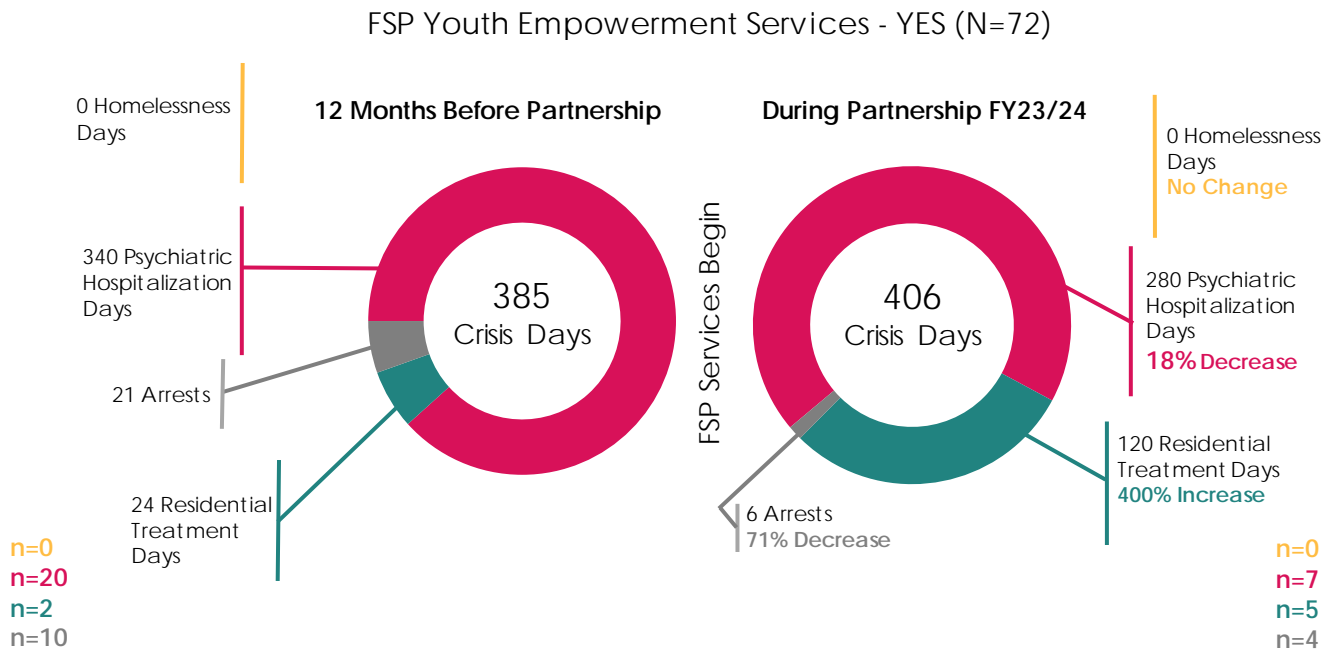 FSP Youth Empowerment Services - YES (N=72)
12 Months Before Partnership
0 Homelessness
Days
340 Psychiatric
Hospitalization
Days
21 Arrests
24 Residential
Treatment
Days
385
Crisis Days
n=0
n=20
n=2
n=10
FSP Services Begin
During Partnership FY23/24
406
Crisis Days
0 Homelessness
Days
No Change
280 Psychiatric
Hospitalization
Days
18% Decrease
120 Residential
Treatment Days
400% Increase
6 Arrests
71% Decrease
n=0
n=7
n=5
n=4